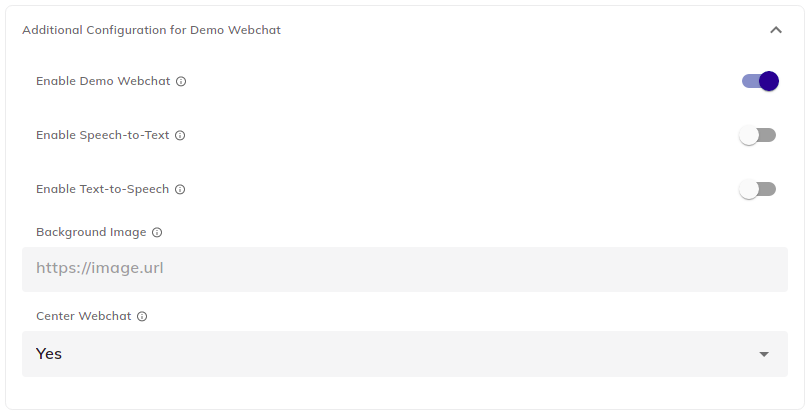 Additional Configuration for Demo Webchat
Enable Demo Webchat
Enable Speech-to-Text
Enable Text-to-Speech
Background Image
https://image.url
Center Webchat
Yes